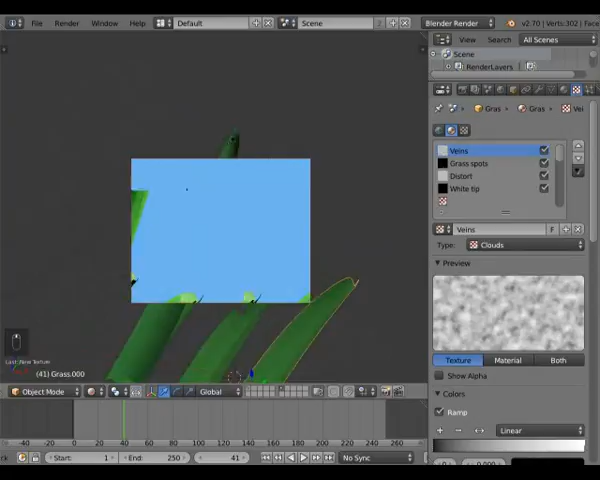 File Render Window Help Default Scene Blender Render v2.70 | Verts:302 | Face
View Search All Scenes
Scene
RenderLayers
Gras Gras Vei
Veins
Grass spots
Distort
White tip
Veins F
Type: Clouds
Preview
Texture Material Both
Show Alpha
Colors
Ramp
Linear
(41) Grass.000
Object Mode Global
-40 -20 0 20 40 60 80 100 120 140 160 180 200 220 240 260
Start: 1 End: 250 41 No Sync